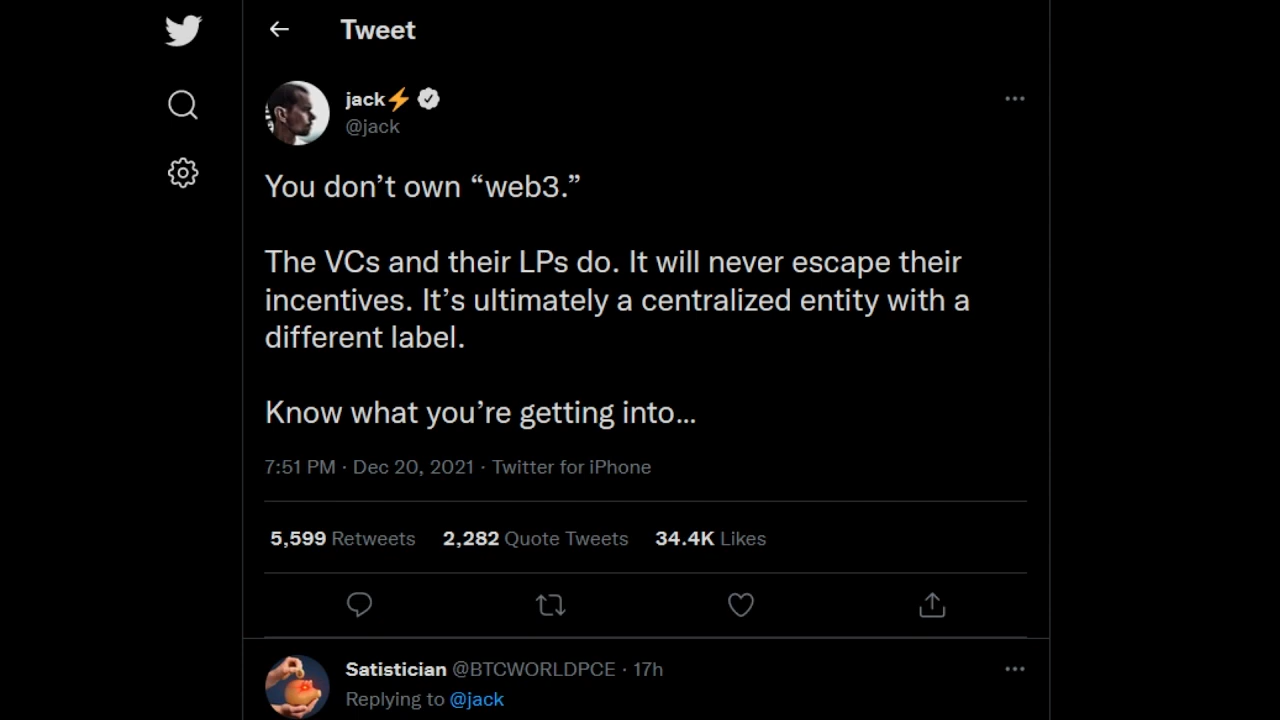 Tweet
jack⚡
@jack
You don’t own “web3.”
The VCs and their LPs do. It will never escape their
incentives. It’s ultimately a centralized entity with a
different label.
Know what you’re getting into…
7:51 PM · Dec 20, 2021 · Twitter for iPhone
5,599 Retweets 2,282 Quote Tweets 34.4K Likes
Satistician @BTCWORLDPCE · 17h
Replying to @jack